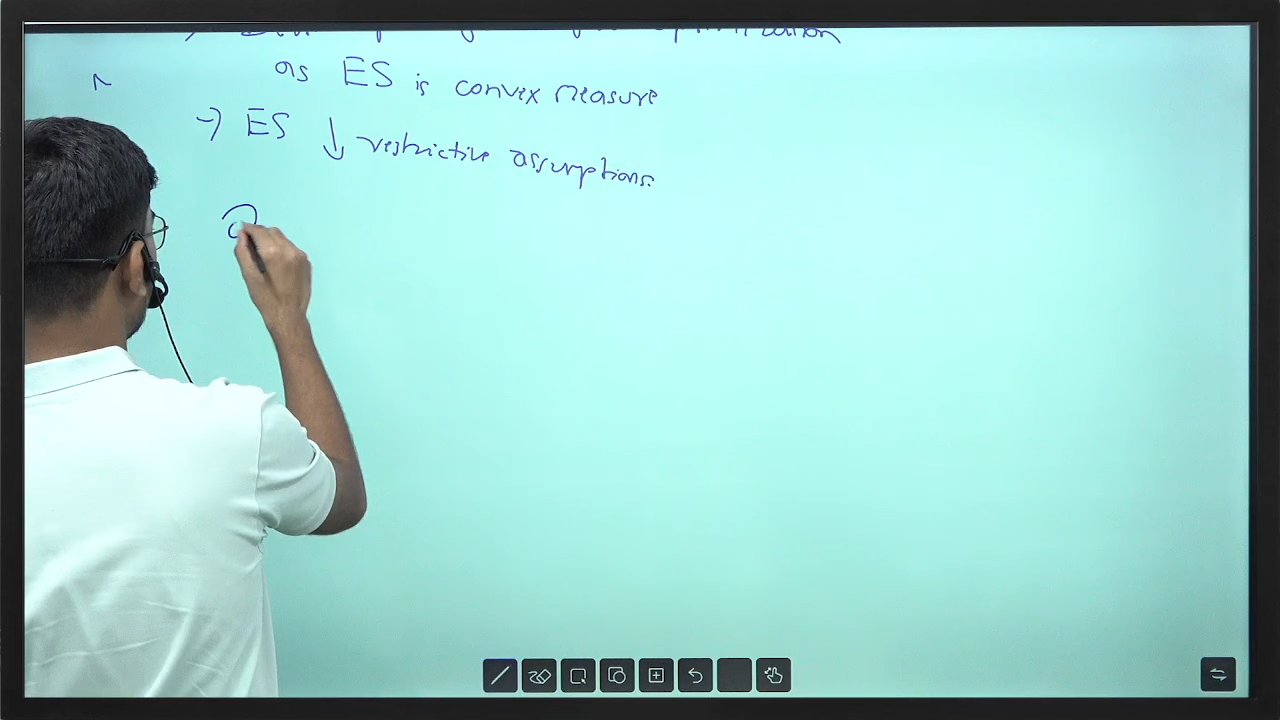 as ES is convex measure
→ ES ↓ restrictive assumptions.